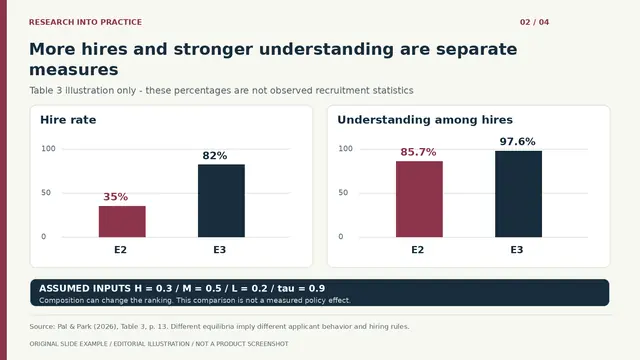 RESEARCH INTO PRACTICE
02 / 04
More hires and stronger understanding are separate
measures
Table 3 illustration only - these percentages are not observed recruitment statistics
Hire rate
100
50
0
35%
82%
E2
E3
Understanding among hires
100
50
0
85.7%
97.6%
E2
E3
ASSUMED INPUTS H = 0.3 / M = 0.5 / L = 0.2 / tau = 0.9
Composition can change the ranking. This comparison is not a measured policy effect.
Source: Pal & Park (2026), Table 3, p. 13. Different equilibria imply different applicant behavior and hiring rules.
ORIGINAL SLIDE EXAMPLE / EDITORIAL ILLUSTRATION / NOT A PRODUCT SCREENSHOT